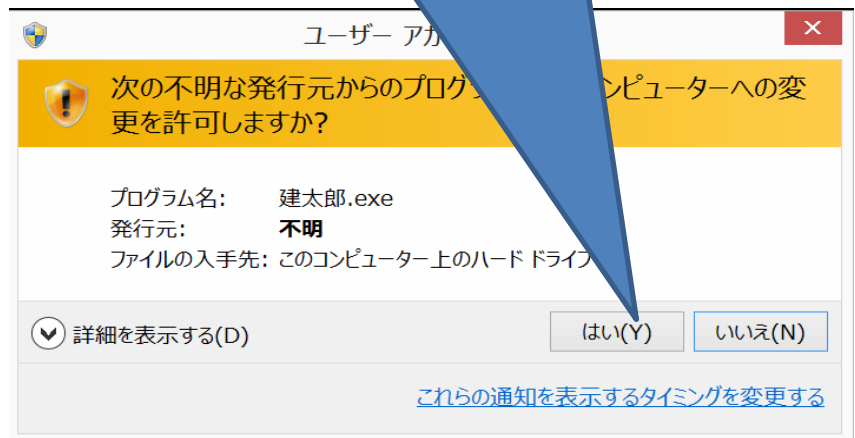 ユーザー アカ
次の不明な発行元からのプログ コンピューターへの変
更を許可しますか?
プログラム名: 建太郎.exe
発行元: 不明
ファイルの入手先: このコンピューター上のハード ドライブ
詳細を表示する(D)
はい(Y)
いいえ(N)
これらの通知を表示するタイミングを変更する